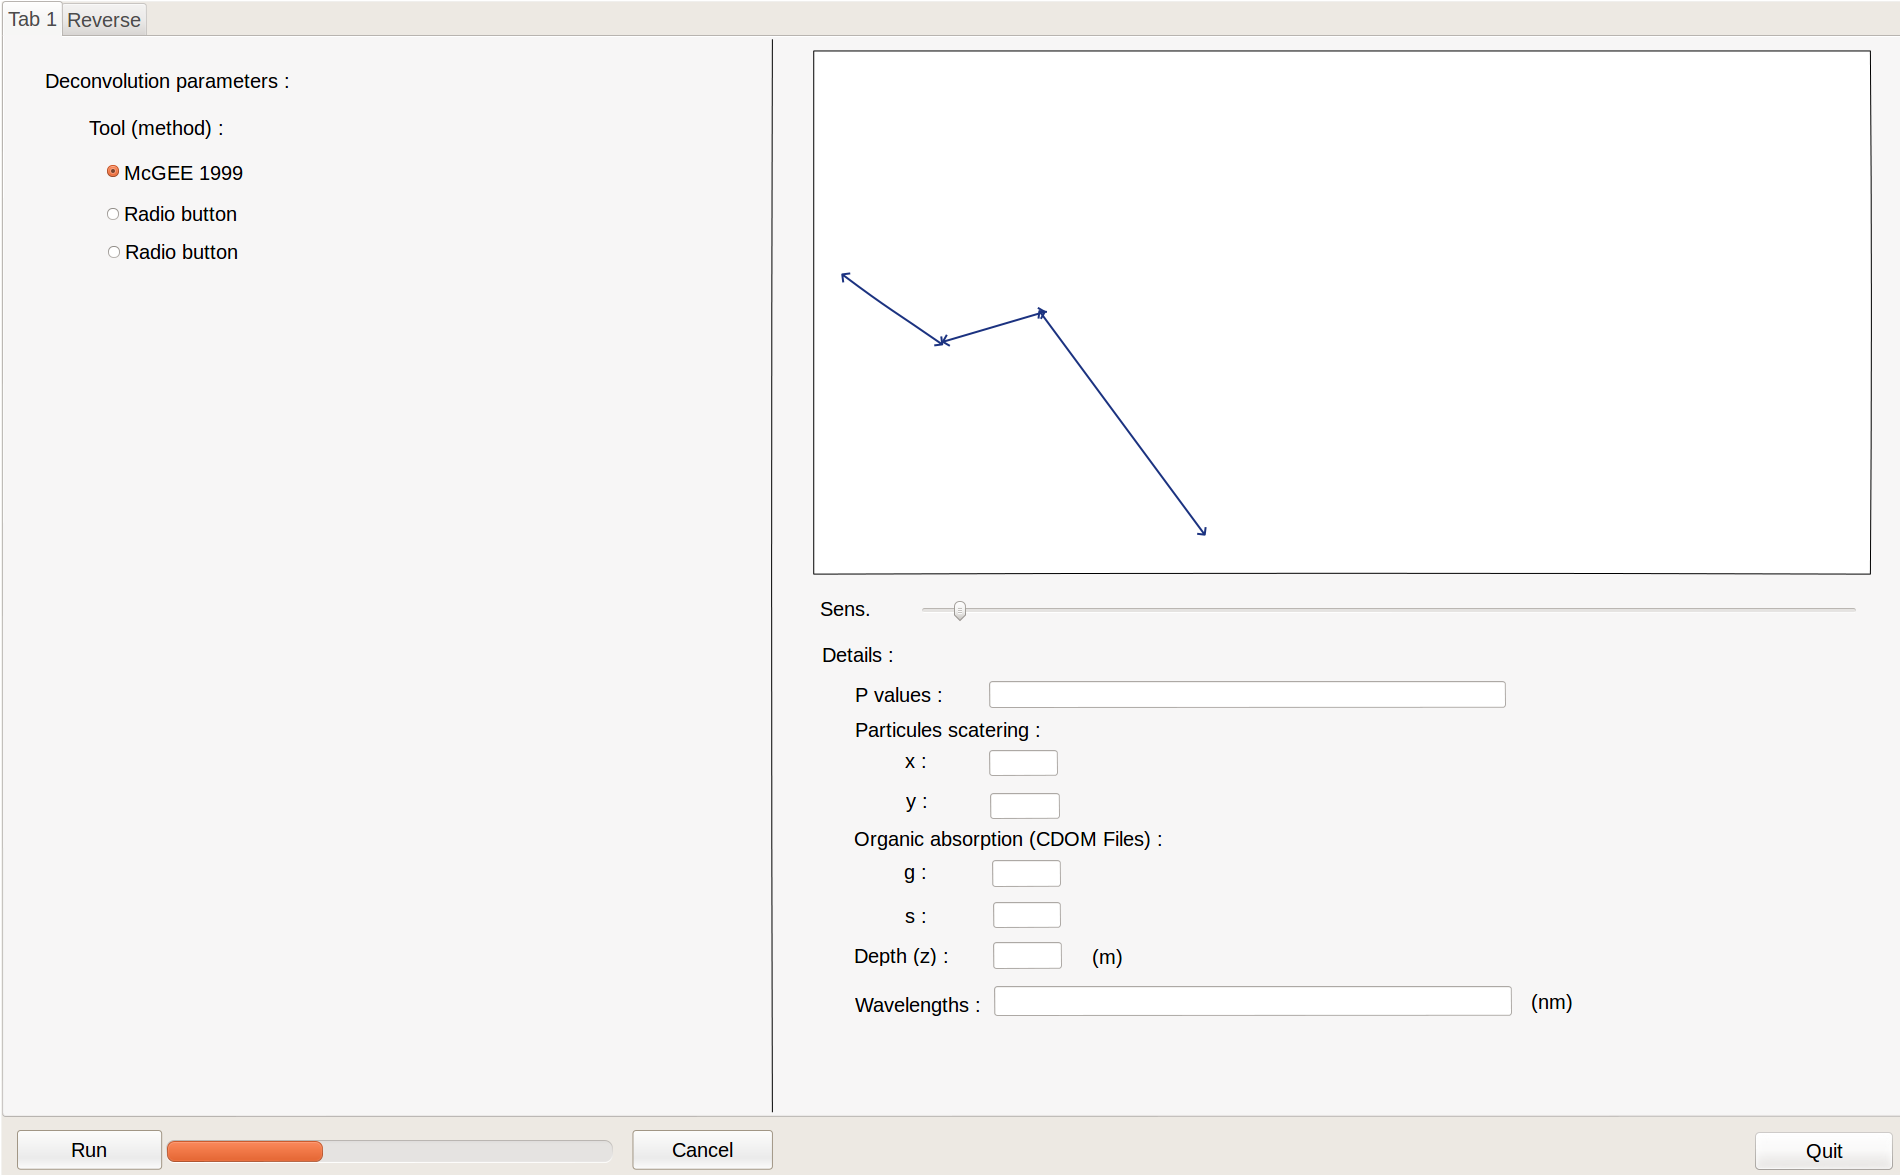 Tab 1 Reverse
Deconvolution parameters :
Tool (method) :
McGEE 1999
Radio button
Radio button
Sens.
Details :
P values :
Particules scatering :
x :
y :
Organic absorption (CDOM Files) :
g :
s :
Depth (z) : (m)
Wavelengths : (nm)
Run Cancel Quit